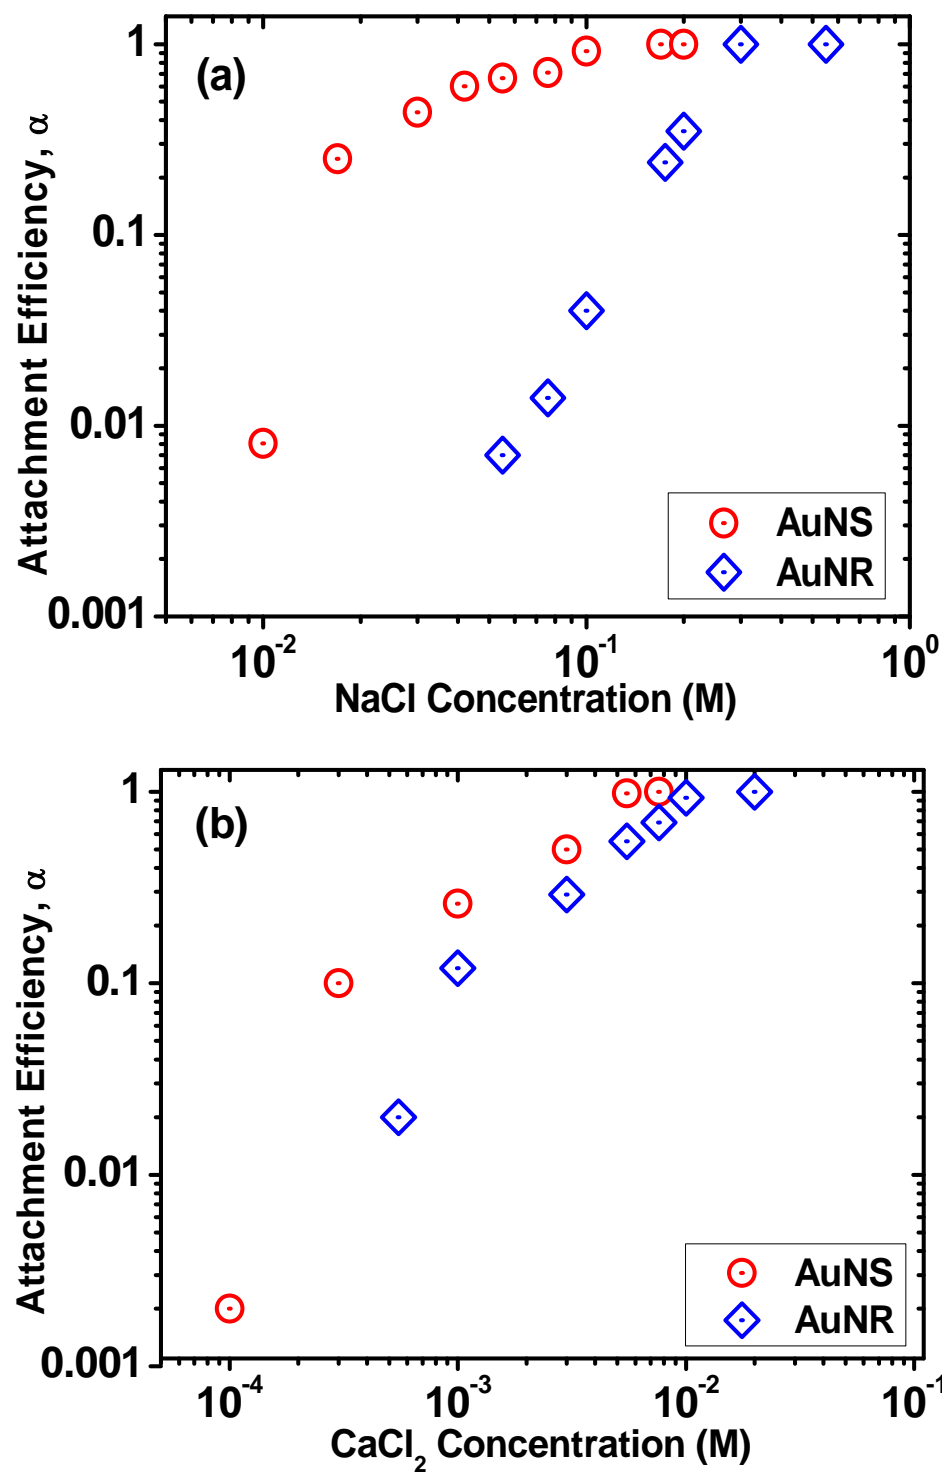 (a)
Attachment Efficiency, α
1
0.1
0.01
0.001
AuNS
AuNR
10⁻² 10⁻¹ 10⁰
NaCl Concentration (M)
(b)
Attachment Efficiency, α
1
0.1
0.01
0.001
AuNS
AuNR
10⁻⁴ 10⁻³ 10⁻² 10⁻¹
CaCl₂ Concentration (M)